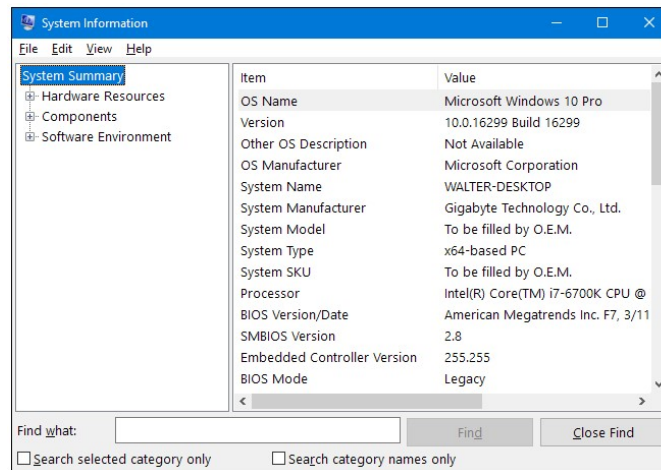 System Information
File Edit View Help
System Summary
Hardware Resources
Components
Software Environment
Item Value
OS Name Microsoft Windows 10 Pro
Version 10.0.16299 Build 16299
Other OS Description Not Available
OS Manufacturer Microsoft Corporation
System Name WALTER-DESKTOP
System Manufacturer Gigabyte Technology Co., Ltd.
System Model To be filled by O.E.M.
System Type x64-based PC
System SKU To be filled by O.E.M.
Processor Intel(R) Core(TM) i7-6700K CPU @
BIOS Version/Date American Megatrends Inc. F7, 3/11
SMBIOS Version 2.8
Embedded Controller Version 255.255
BIOS Mode Legacy
Find what: Find Close Find
Search selected category only Search category names only